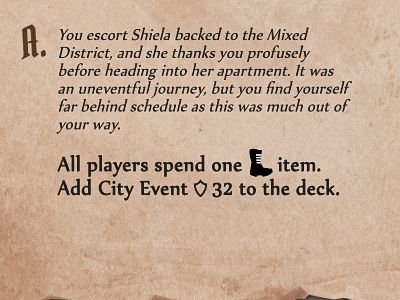 A. You escort Shiela backed to the Mixed
District, and she thanks you profusely
before heading into her apartment. It was
an uneventful journey, but you find yourself
far behind schedule as this was much out of
your way.
All players spend one item.
Add City Event 32 to the deck.